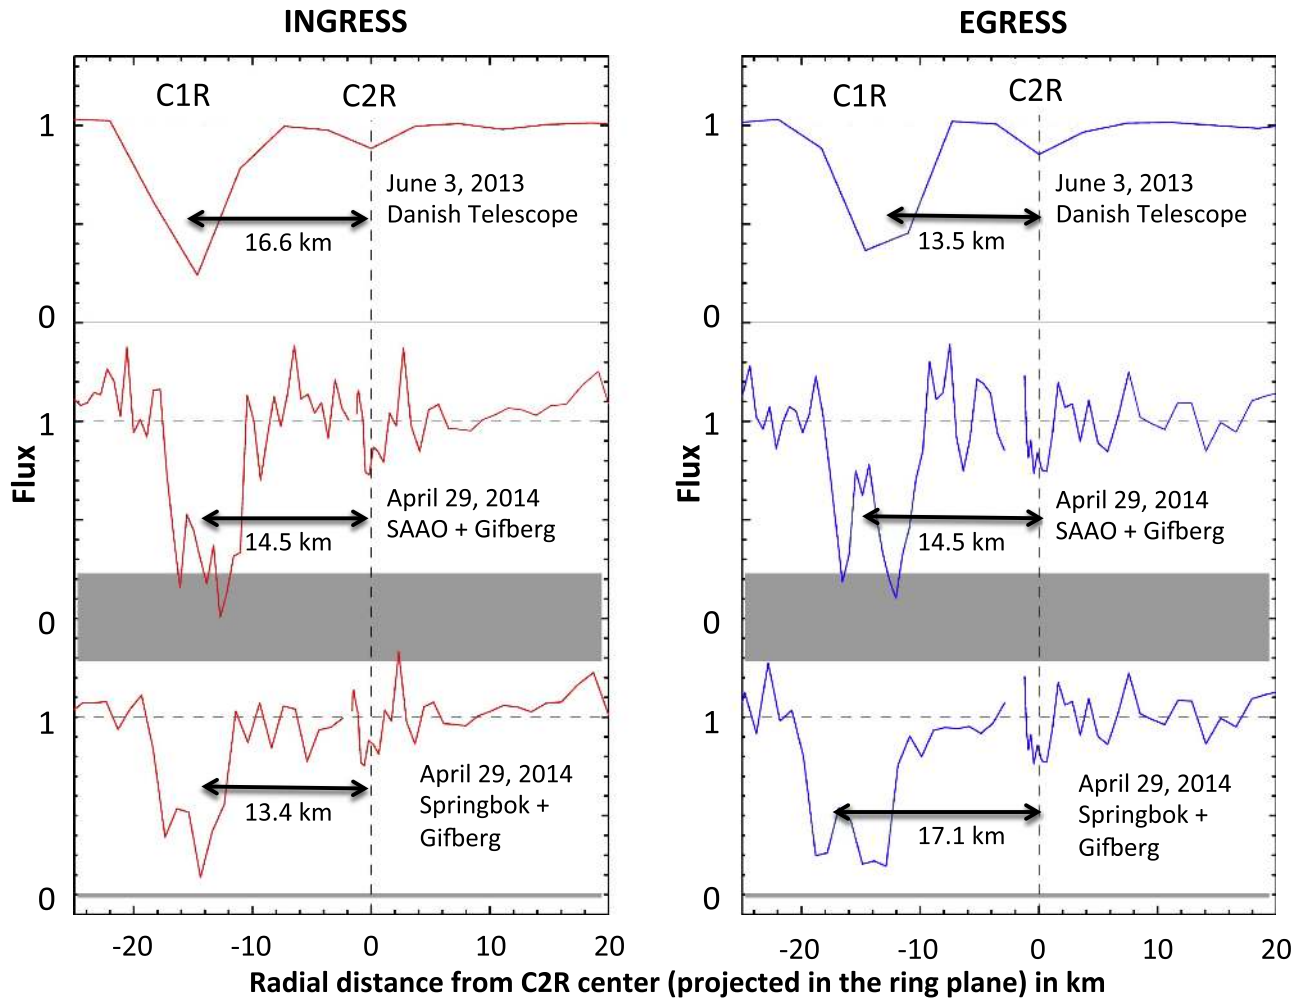 INGRESS
C1R
C2R
1
June 3, 2013
Danish Telescope
16.6 km
0
1
April 29, 2014
SAAO + Gifberg
14.5 km
0
1
April 29, 2014
Springbok +
Gifberg
13.4 km
0
Flux
-20 -10 0 10 20
EGRESS
C1R
C2R
1
June 3, 2013
Danish Telescope
13.5 km
0
1
April 29, 2014
SAAO + Gifberg
14.5 km
0
1
April 29, 2014
Springbok +
Gifberg
17.1 km
0
Flux
-20 -10 0 10 20
Radial distance from C2R center (projected in the ring plane) in km